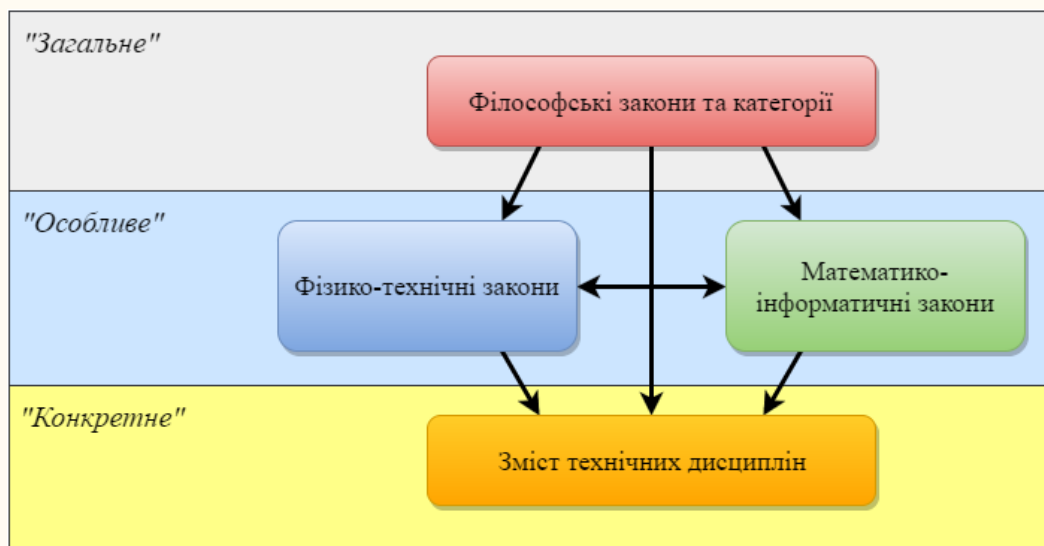 "Загальне"
Філософські закони та категорії
"Особливе"
Фізико-технічні закони
Математико-
інформатичні закони
"Конкретне"
Зміст технічних дисциплін